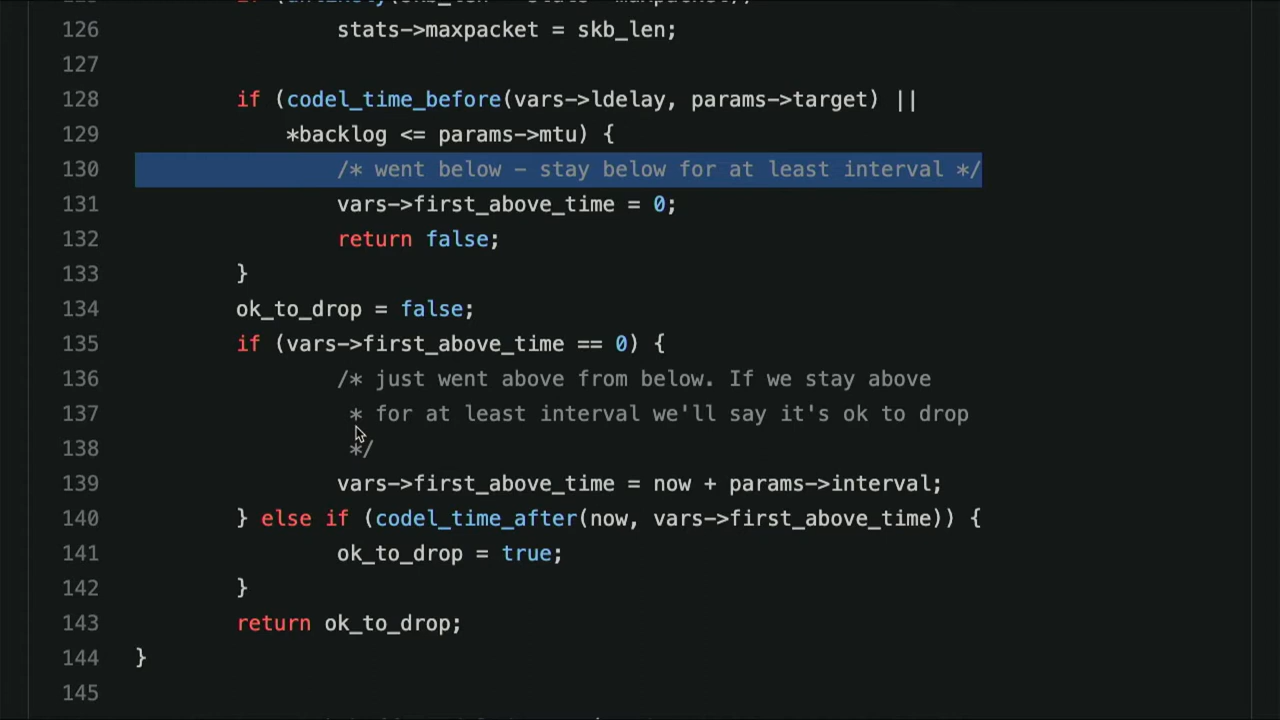 126 stats->maxpacket = skb_len;
127
128 if (codel_time_before(vars->ldelay, params->target) ||
129 *backlog <= params->mtu) {
130 /* went below – stay below for at least interval */
131 vars->first_above_time = 0;
132 return false;
133 }
134 ok_to_drop = false;
135 if (vars->first_above_time == 0) {
136 /* just went above from below. If we stay above
137 * for at least interval we'll say it's ok to drop
138 */
139 vars->first_above_time = now + params->interval;
140 } else if (codel_time_after(now, vars->first_above_time)) {
141 ok_to_drop = true;
142 }
143 return ok_to_drop;
144 }
145